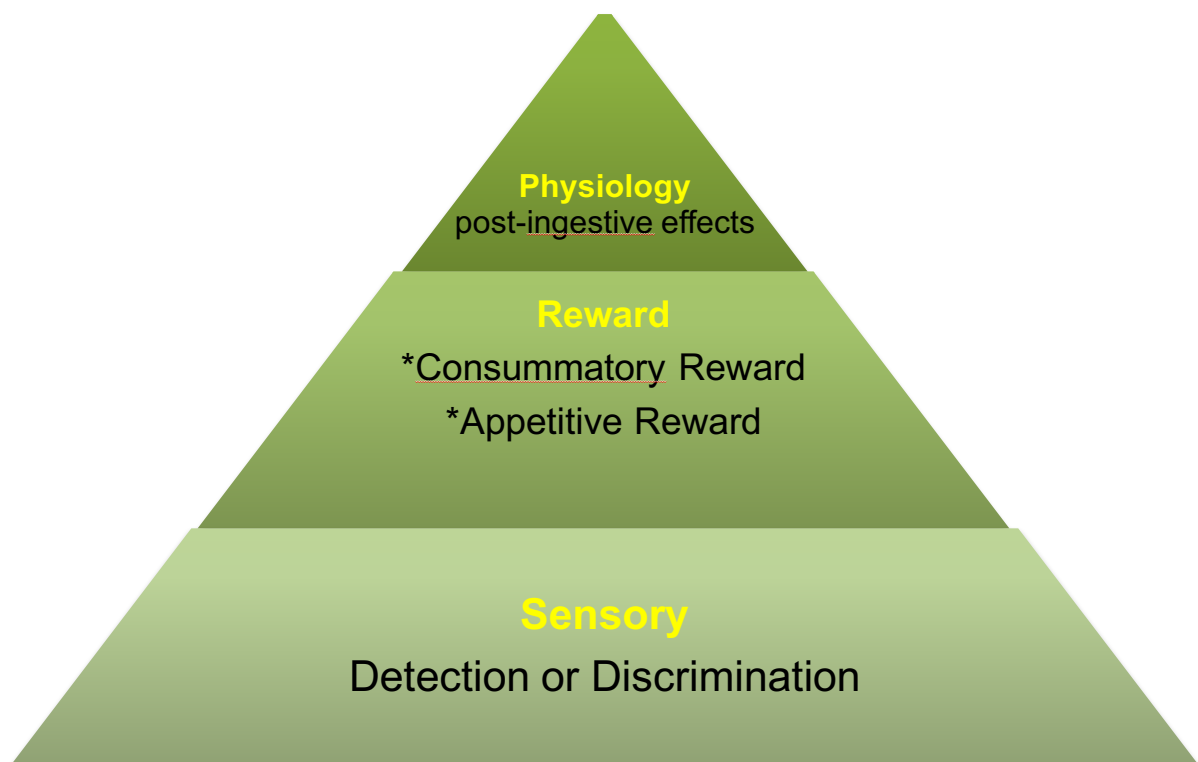 Physiology
post-ingestive effects
Reward
*Consummatory Reward
*Appetitive Reward
Sensory
Detection or Discrimination